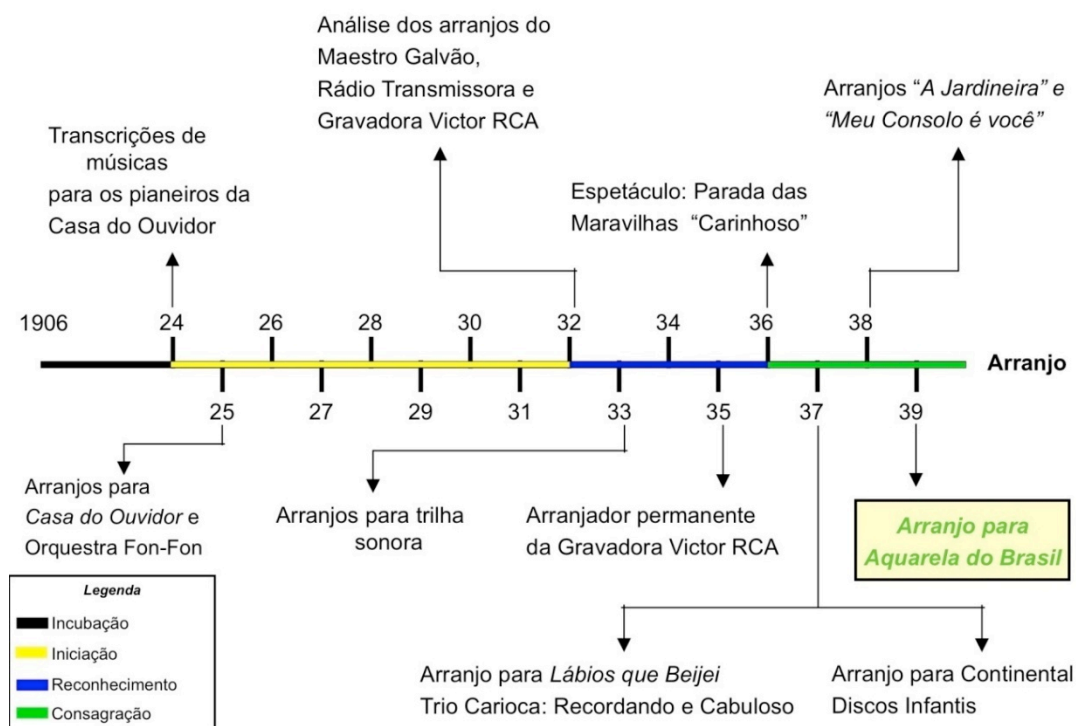 Análise dos arranjos do
Maestro Galvão,
Rádio Transmissora e
Gravadora Victor RCA
Arranjos “A Jardineira” e
“Meu Consolo é você”
Transcrições de
músicas
para os pianeiros da
Casa do Ouvidor
Espetáculo: Parada das
Maravilhas “Carinhoso”
1906 24 26 28 30 32 34 36 38
Arranjo
25 27 29 31 33 35 37 39
Arranjos para
Casa do Ouvidor e
Orquestra Fon-Fon
Arranjos para trilha
sonora
Arranjador permanente
da Gravadora Victor RCA
Arranjo para
Aquarela do Brasil
Legenda
Incubação
Iniciação
Reconhecimento
Consagração
Arranjo para Lábios que Beijei
Trio Carioca: Recordando e Cabuloso
Arranjo para Continental
Discos Infantis